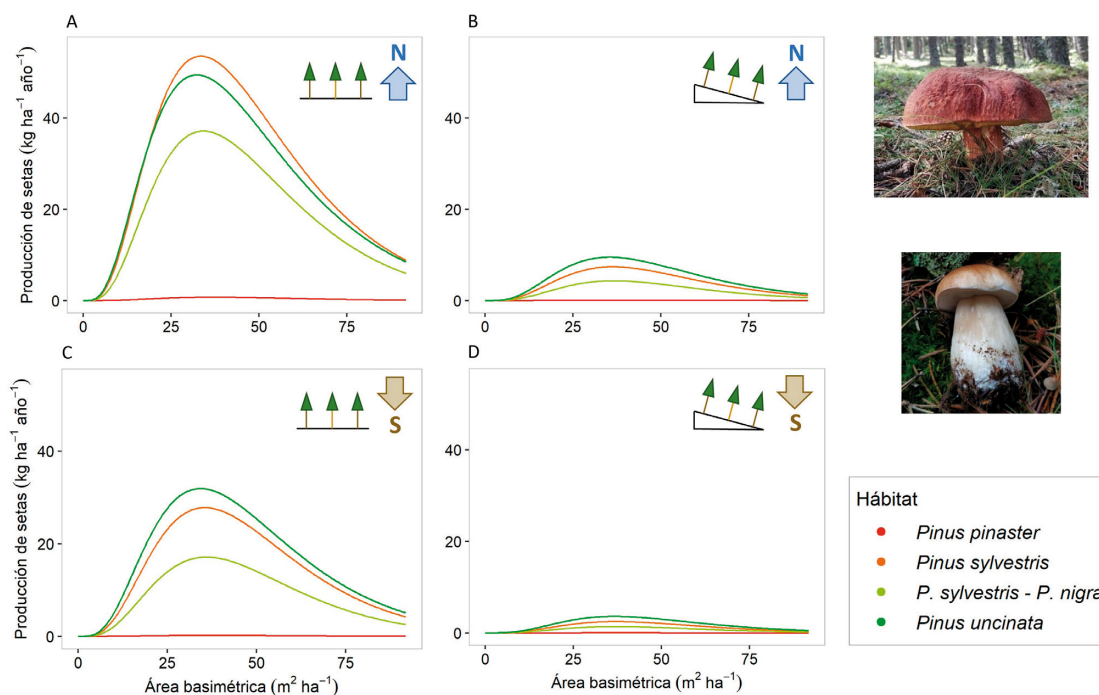 A
Producción de setas (kg ha⁻¹ año⁻¹)
40
20
0
0 25 50 75
N
B
40
20
0
0 25 50 75
N
C
Producción de setas (kg ha⁻¹ año⁻¹)
40
20
0
0 25 50 75
Área basimétrica (m² ha⁻¹)
S
D
40
20
0
0 25 50 75
Área basimétrica (m² ha⁻¹)
S
Hábitat
Pinus pinaster
Pinus sylvestris
P. sylvestris - P. nigra
Pinus uncinata